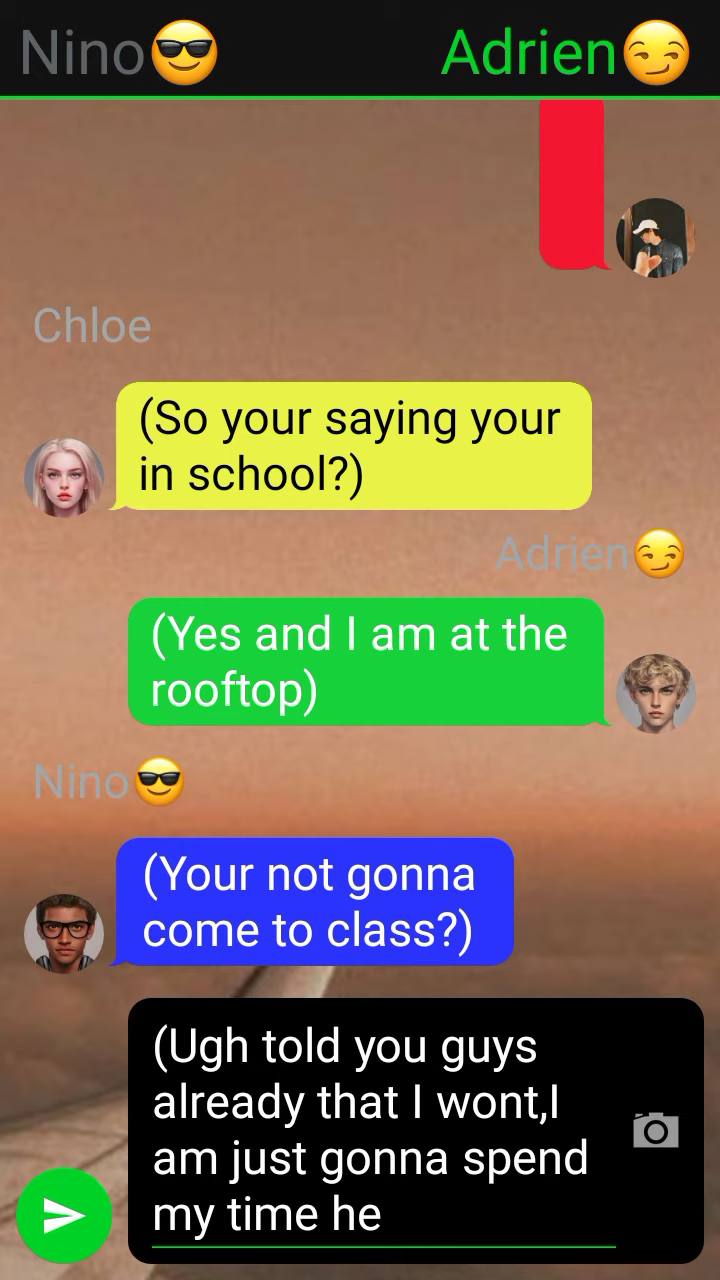 Nino😎 Adrien😏
Chloe
(So your saying your
in school?)
Adrien😏
(Yes and I am at the
rooftop)
Nino😎
(Your not gonna
come to class?)
(Ugh told you guys
already that I wont,I
am just gonna spend
my time he